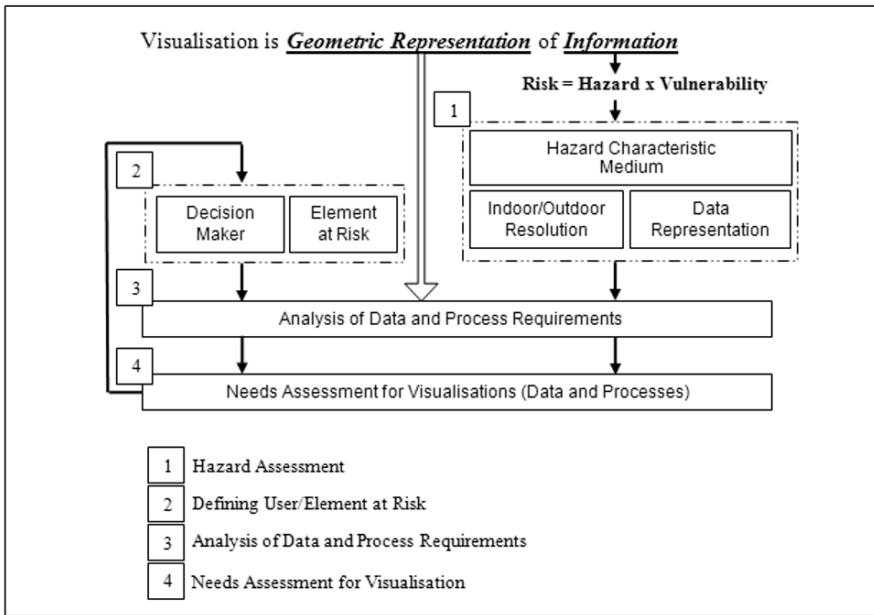 Visualisation is Geometric Representation of Information
Risk = Hazard x Vulnerability
1
Hazard Characteristic
Medium
Indoor/Outdoor
Resolution
Data
Representation
2
Decision
Maker
Element
at Risk
3
Analysis of Data and Process Requirements
4
Needs Assessment for Visualisations (Data and Processes)
1 Hazard Assessment
2 Defining User/Element at Risk
3 Analysis of Data and Process Requirements
4 Needs Assessment for Visualisation